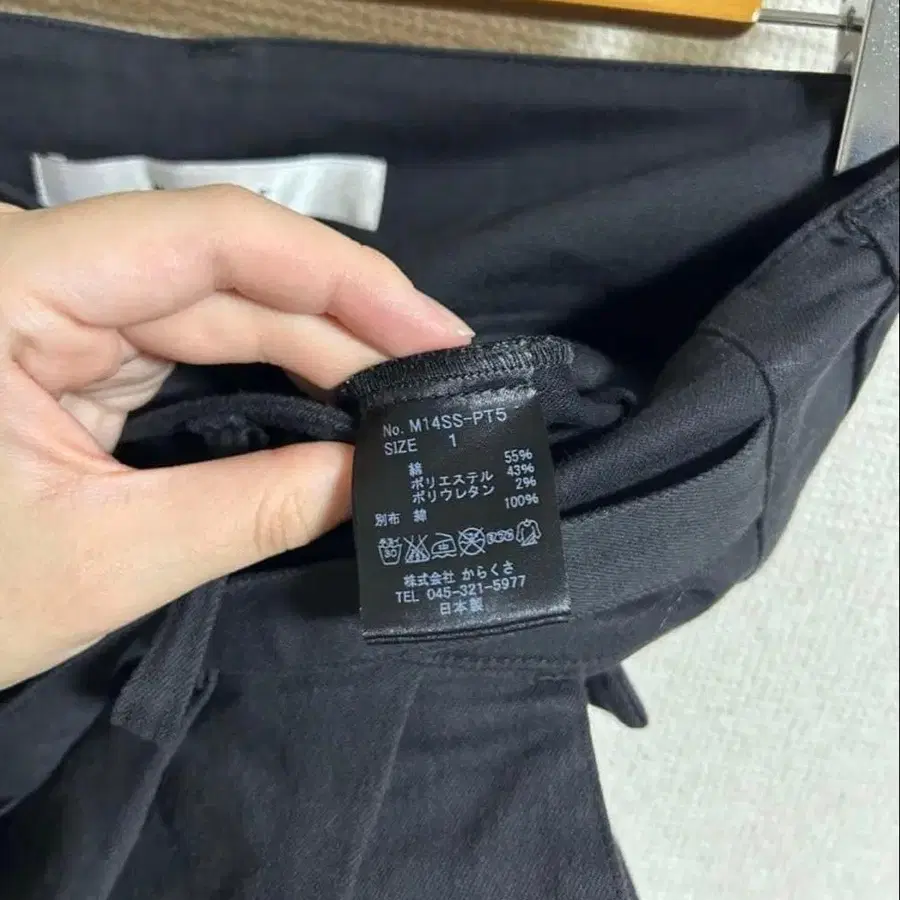 No. M14SS-PT5
SIZE 1
綿 55%
ポリエステル 43%
ポリウレタン 2%
別布 綿 100%
株式会社 からくさ
TEL 045-321-5977
日本製